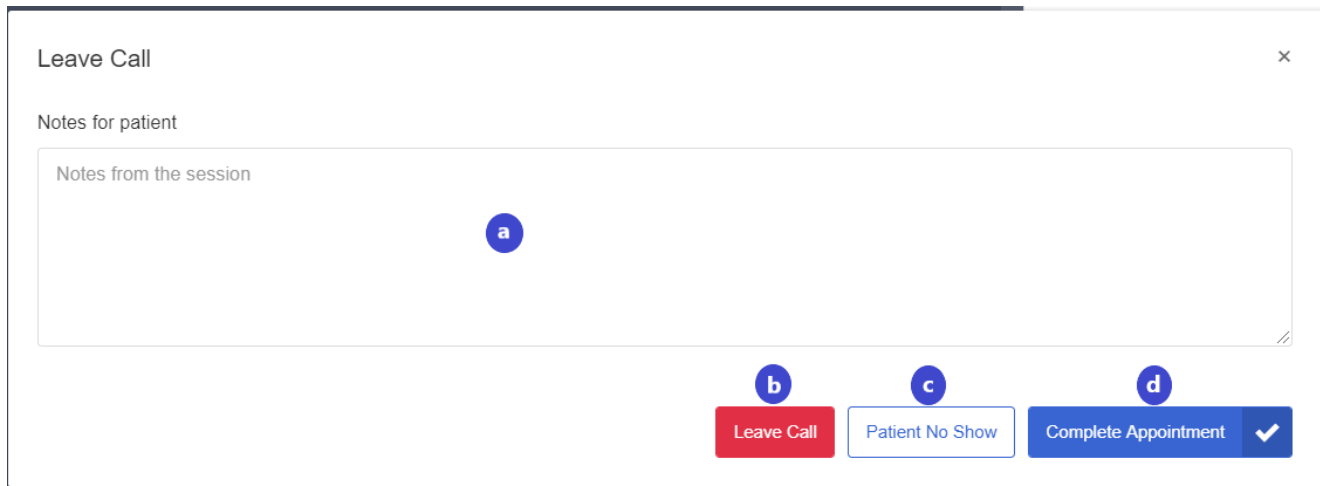 Leave Call ×
Notes for patient
Notes from the session
a
b c d
Leave Call Patient No Show Complete Appointment